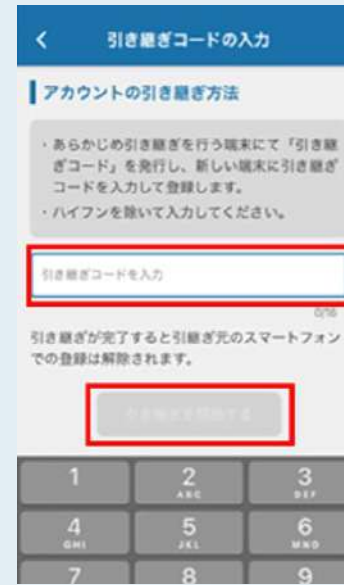 引き継ぎコードの入力
アカウントの引き継ぎ方法
・あらかじめ引き継ぎを行う端末にて「引き継
ぎコード」を発行し、新しい端末に引き継ぎ
コードを入力して登録します。
・ハイフンを除いて入力してください。
引き継ぎコードを入力
0/16
引き継ぎが完了すると引継ぎ元のスマートフォン
での登録は解除されます。
引き継ぎを開始する
1 2 3
ABC DEF
4 5 6
GHI JKL MNO
7 8 9